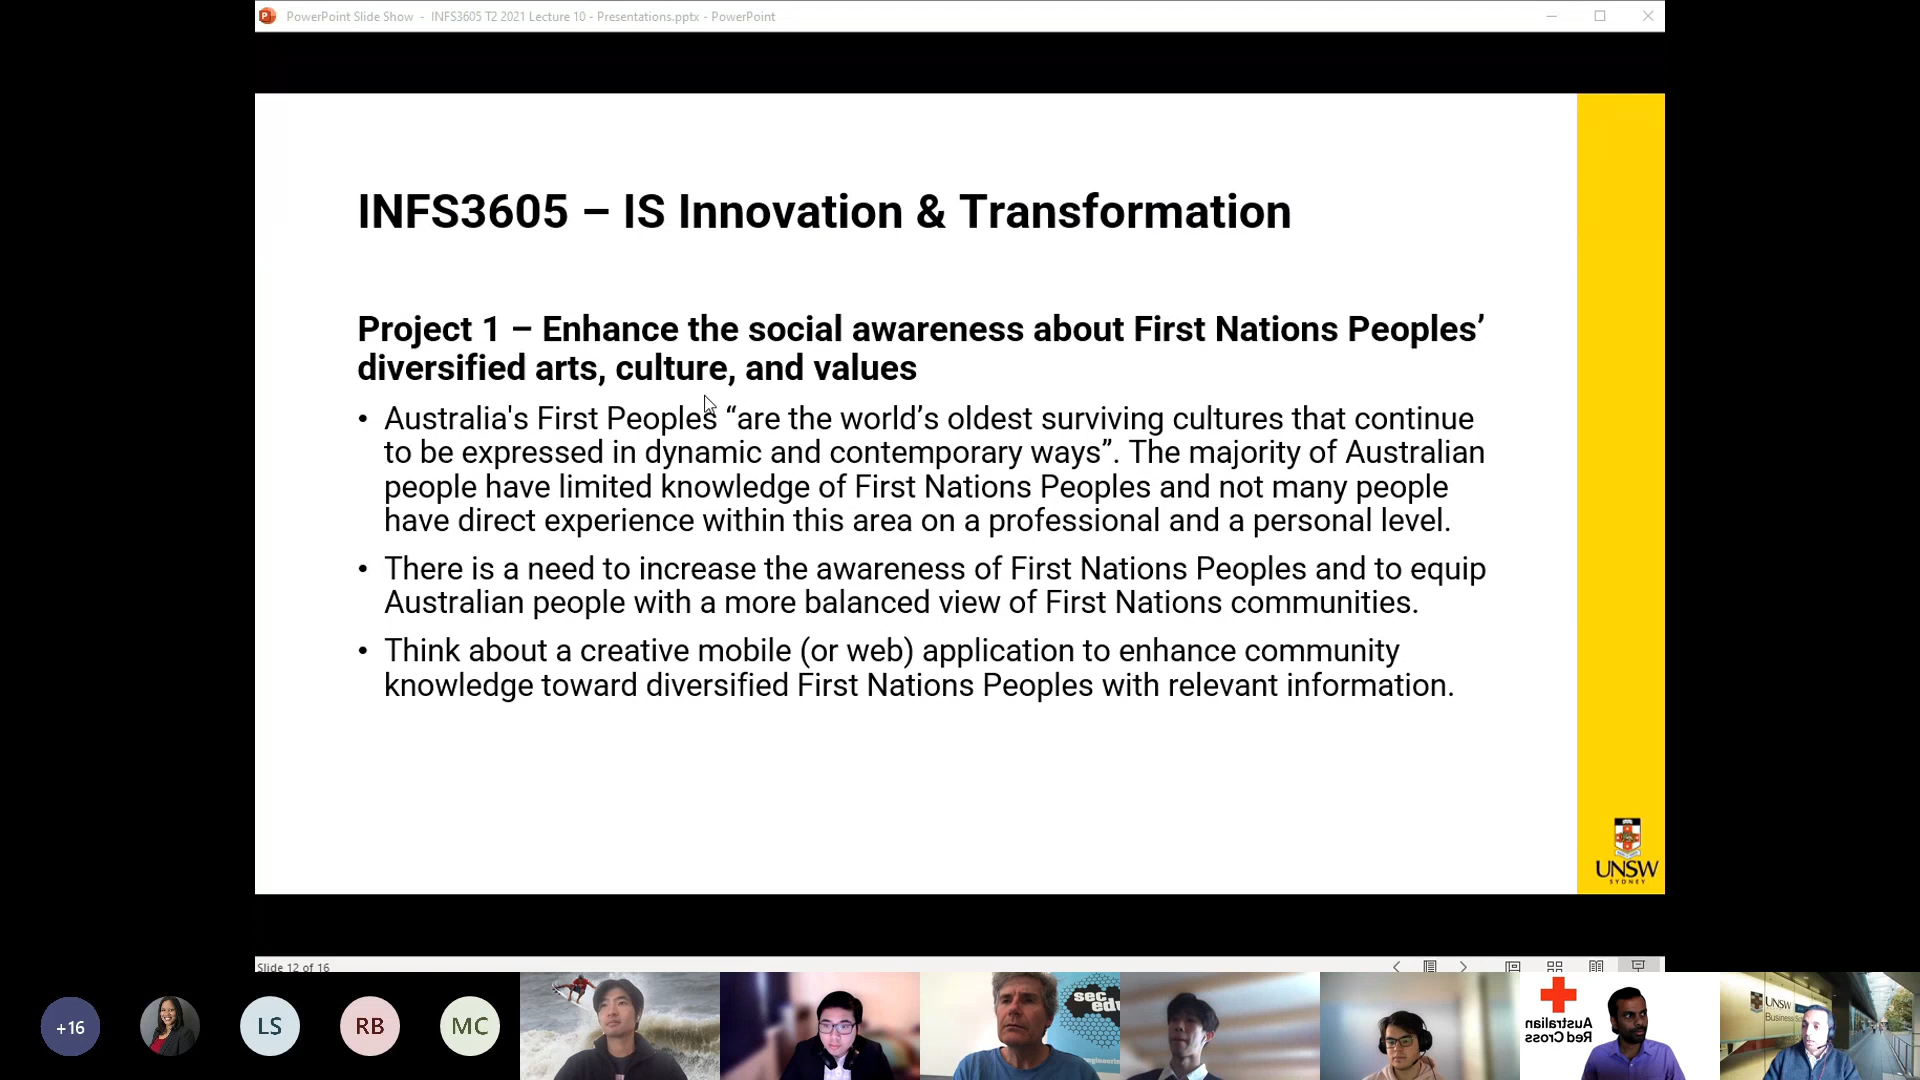 PowerPoint Slide Show - INFS3605 T2 2021 Lecture 10 - Presentations.pptx - PowerPoint
INFS3605 – IS Innovation & Transformation
Project 1 – Enhance the social awareness about First Nations Peoples’
diversified arts, culture, and values
• Australia's First Peoples “are the world’s oldest surviving cultures that continue
to be expressed in dynamic and contemporary ways”. The majority of Australian
people have limited knowledge of First Nations Peoples and not many people
have direct experience within this area on a professional and a personal level.
• There is a need to increase the awareness of First Nations Peoples and to equip
Australian people with a more balanced view of First Nations communities.
• Think about a creative mobile (or web) application to enhance community
knowledge toward diversified First Nations Peoples with relevant information.
UNSW
SYDNEY
Slide 12 of 16
+16
LS
RB
MC
sec
edu
Australian
Red Cross
UNSW
Business